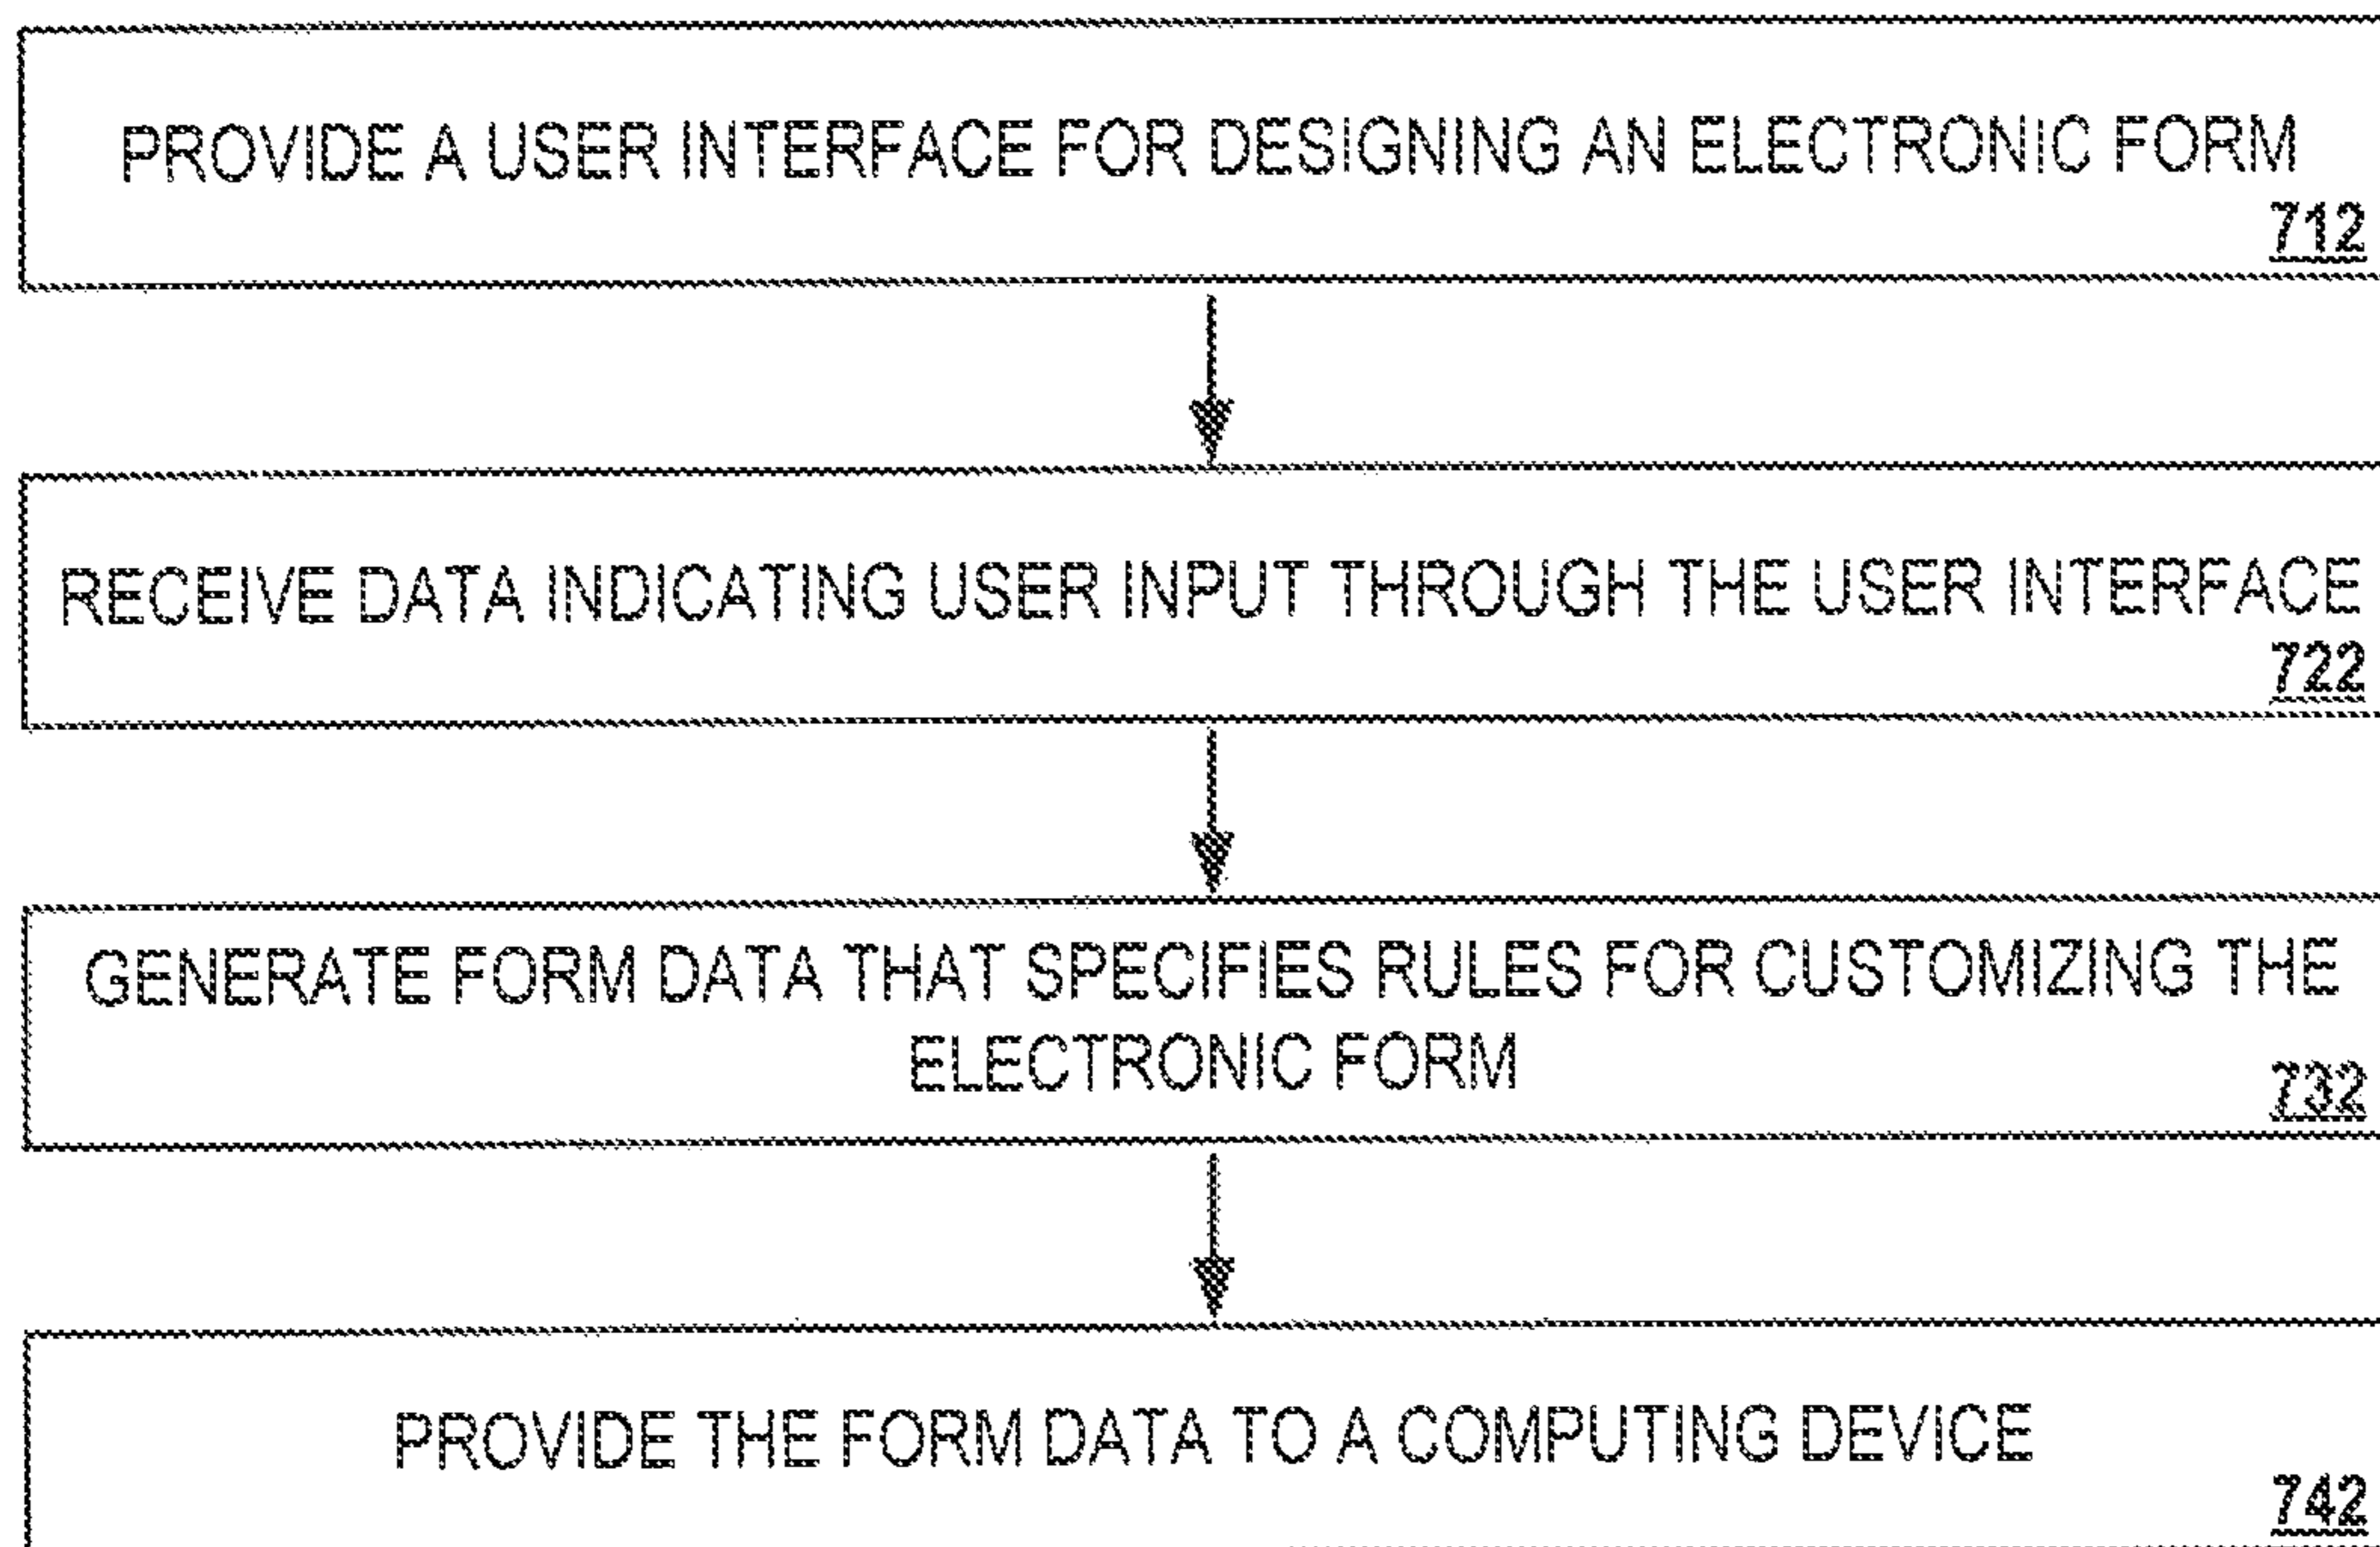 PROVIDE A USER INTERFACE FOR DESIGNING AN ELECTRONIC FORM
712
RECEIVE DATA INDICATING USER INPUT THROUGH THE USER INTERFACE
722
GENERATE FORM DATA THAT SPECIFIES RULES FOR CUSTOMIZING THE
ELECTRONIC FORM
732
PROVIDE THE FORM DATA TO A COMPUTING DEVICE
742